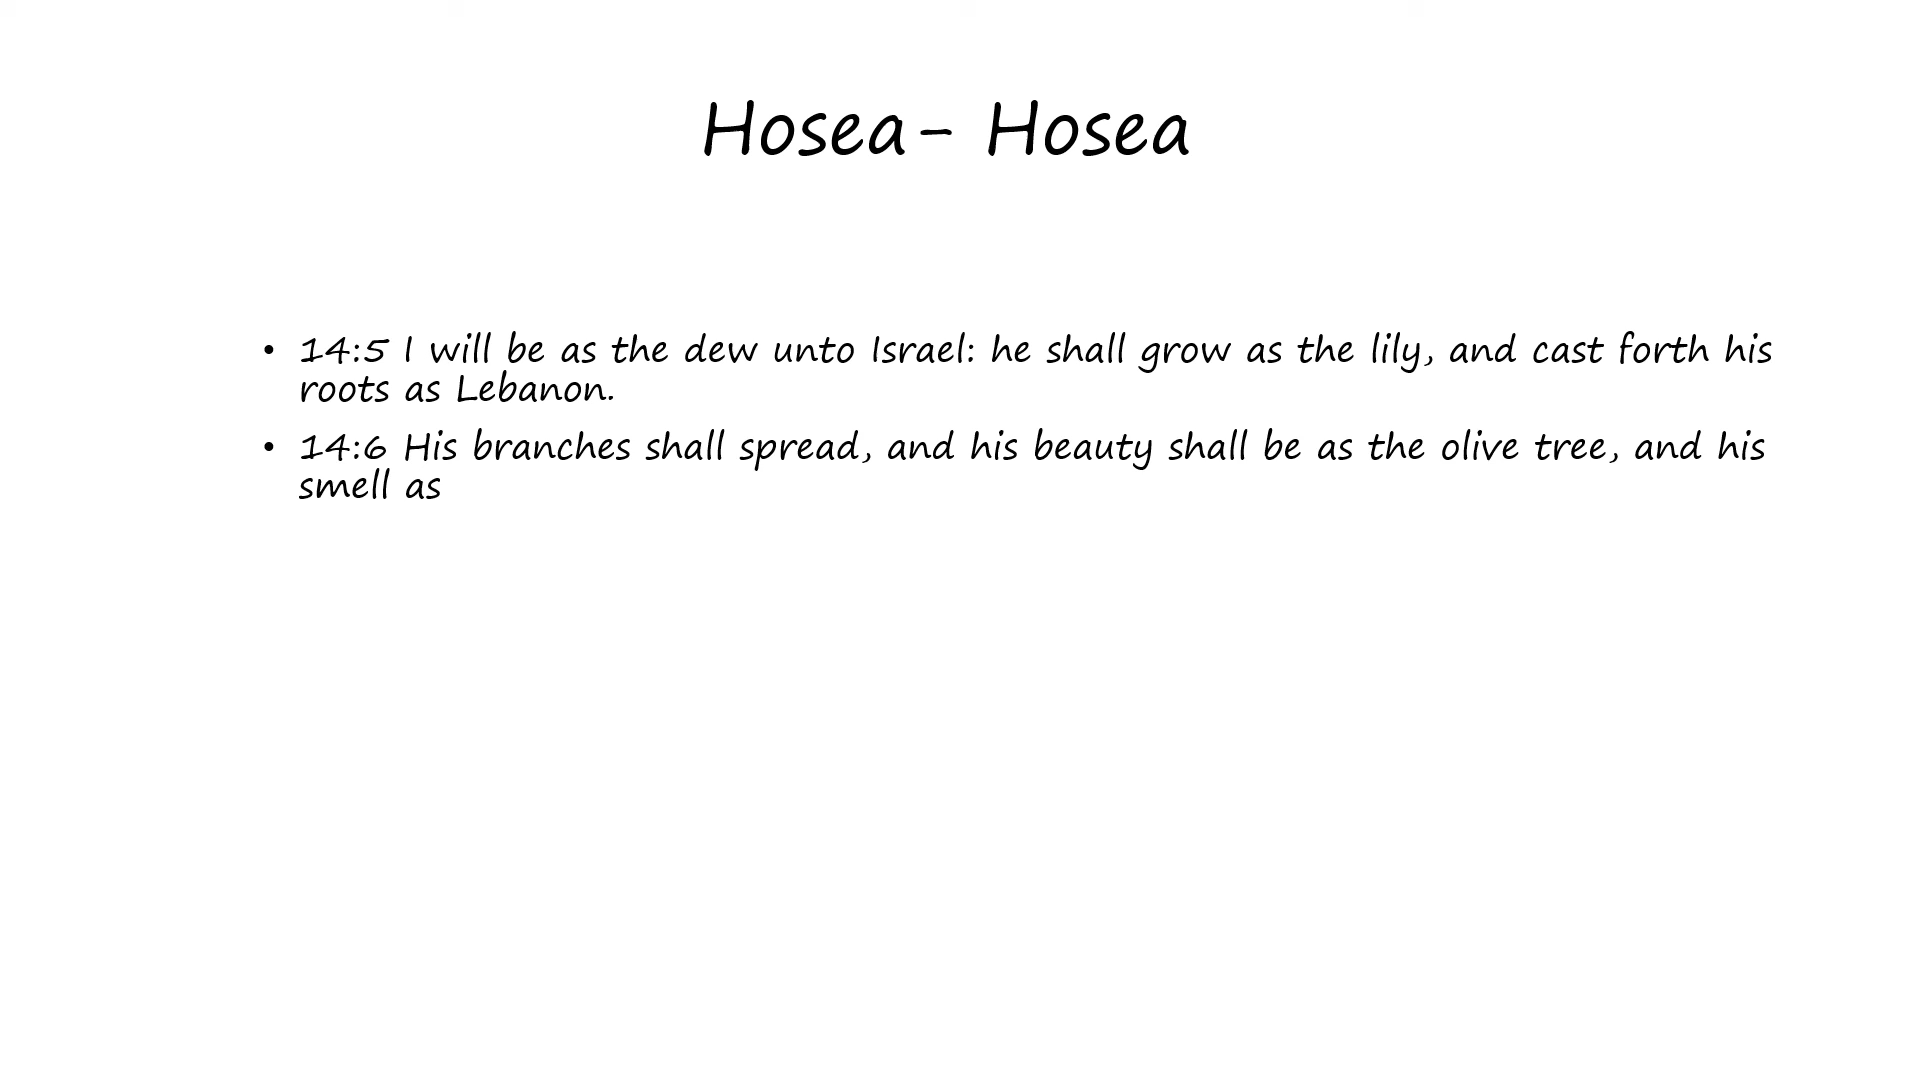 Hosea- Hosea
• 14:5 I will be as the dew unto Israel: he shall grow as the lily, and cast forth his
roots as Lebanon.
• 14:6 His branches shall spread, and his beauty shall be as the olive tree, and his
smell as